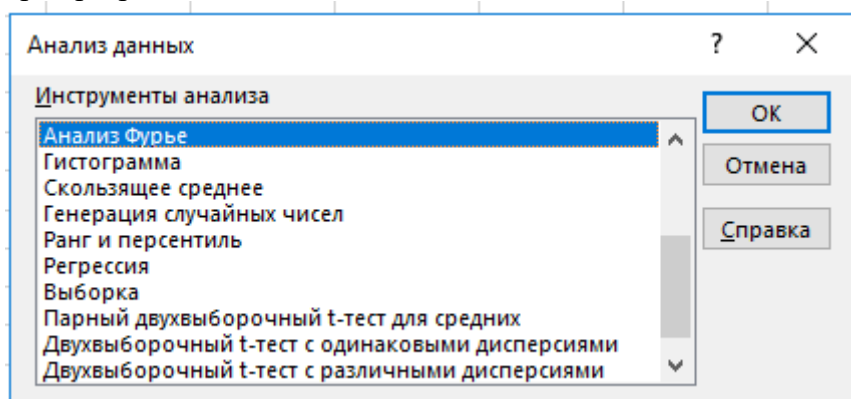 Анализ данных ? ×
Инструменты анализа
Анализ Фурье
Гистограмма
Скользящее среднее
Генерация случайных чисел
Ранг и персентиль
Регрессия
Выборка
Парный двухвыборочный t-тест для средних
Двухвыборочный t-тест с одинаковыми дисперсиями
Двухвыборочный t-тест с различными дисперсиями
OK
Отмена
Справка